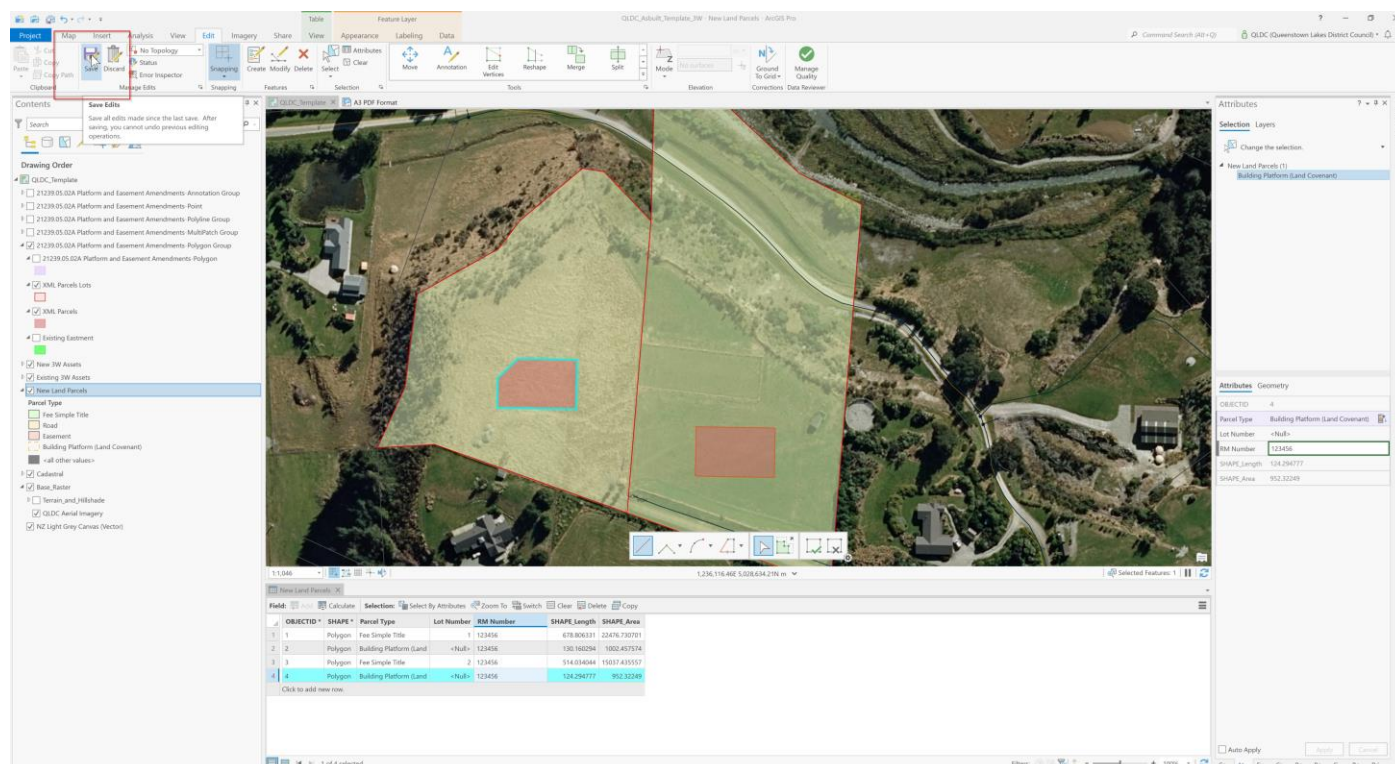 Table
Feature Layer
QLDC_Asbuilt_Template_3W - New Land Parcels - ArcGIS Pro
? - X
Project Map Insert Analysis View Edit Imagery Share View Appearance Labeling Data
Command Search (Alt+Q)
QLDC (Queenstown Lakes District Council)
Paste
Cut
Copy
Copy Path
Clipboard
Save
Discard
No Topology
Status
Error Inspector
Manage Edits
Snapping
Snapping
Create
Modify
Delete
Features
Select
Attributes
Clear
Selection
Move
Annotation
Edit
Vertices
Reshape
Merge
Split
Tools
Mode
Elevation
Ground
To Grid
Corrections
Manage
Quality
Data Reviewer
Save Edits
Save all edits made since the last save. After
saving, you cannot undo previous editing
operations.
Contents
Search
Drawing Order
QLDC_Template
21239.05.02A Platform and Easement Amendments-Annotation Group
21239.05.02A Platform and Easement Amendments-Point
21239.05.02A Platform and Easement Amendments-Polyline Group
21239.05.02A Platform and Easement Amendments-MultiPatch Group
21239.05.02A Platform and Easement Amendments-Polygon Group
21239.05.02A Platform and Easement Amendments-Polygon
XML Parcels Lots
XML Parcels
Existing Eastment
New 3W Assets
Existing 3W Assets
New Land Parcels
Parcel Type
Fee Simple Title
Road
Easement
Building Platform (Land Covenant)
<all other values>
Cadastral
Base_Raster
Terrain_and_Hillshade
QLDC Aerial Imagery
NZ Light Grey Canvas (Vector)
QLDC_Template
A3 PDF Format
1:1,046
1,236,116.46E 5,028,634.21N m
Selected Features: 1
New Land Parcels
Field: Add Calculate Selection: Select By Attributes Zoom To Switch Clear Delete Copy
OBJECTID * SHAPE * Parcel Type Lot Number RM Number SHAPE_Length SHAPE_Area
1 1 Polygon Fee Simple Title 1 123456 678.806331 22476.730701
2 2 Polygon Building Platform (Land <Null> 123456 130.160294 1002.457574
3 3 Polygon Fee Simple Title 2 123456 514.034044 15037.435557
4 4 Polygon Building Platform (Land <Null> 123456 124.294777 952.32249
Click to add new row.
1 of 4 selected
Filters:
100%
Attributes
Selection Layers
Change the selection.
New Land Parcels (1)
Building Platform (Land Covenant)
Attributes Geometry
OBJECTID 4
Parcel Type Building Platform (Land Covenant)
Lot Number <Null>
RM Number 123456
SHAPE_Length 124.294777
SHAPE_Area 952.32249
Auto Apply
Apply
Cancel